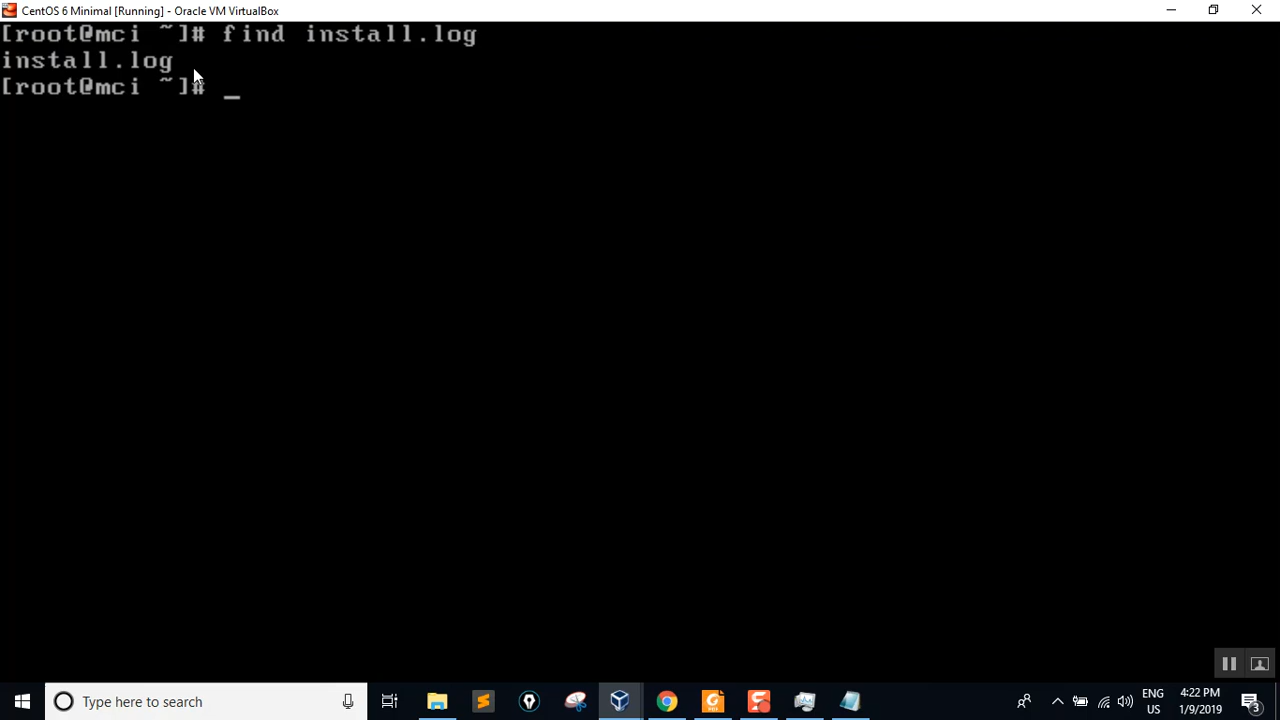 CentOS 6 Minimal [Running] - Oracle VM VirtualBox
[root@mci ~]# find install.log
install.log
[root@mci ~]# _
Type here to search
ENG
US
4:22 PM
1/9/2019
3